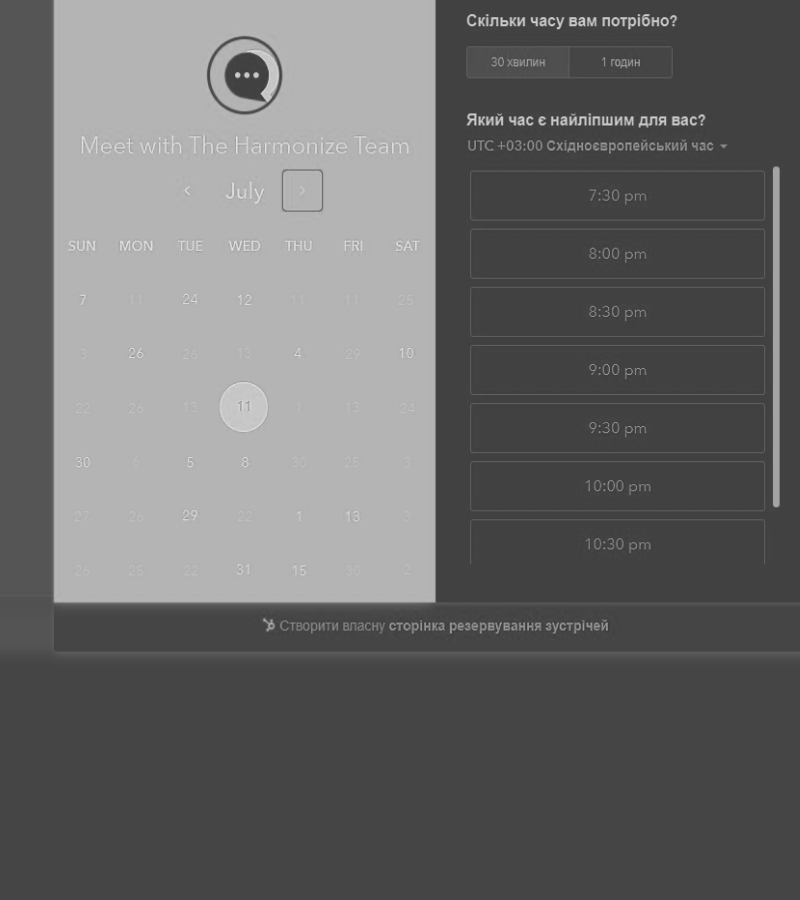 Meet with The Harmonize Team
July
SUN MON TUE WED THU FRI SAT
7 11 24 12 11 11 25
3 26 26 13 4 29 10
22 26 13 11 1 13 24
30 6 5 8 30 25 3
27 26 29 22 1 13 3
26 25 22 31 15 30 2
Скільки часу вам потрібно?
30 хвилин 1 годин
Який час є найліпшим для вас?
UTC +03:00 Східноєвропейський час
7:30 pm
8:00 pm
8:30 pm
9:00 pm
9:30 pm
10:00 pm
10:30 pm
Створити власну сторінка резервування зустрічей